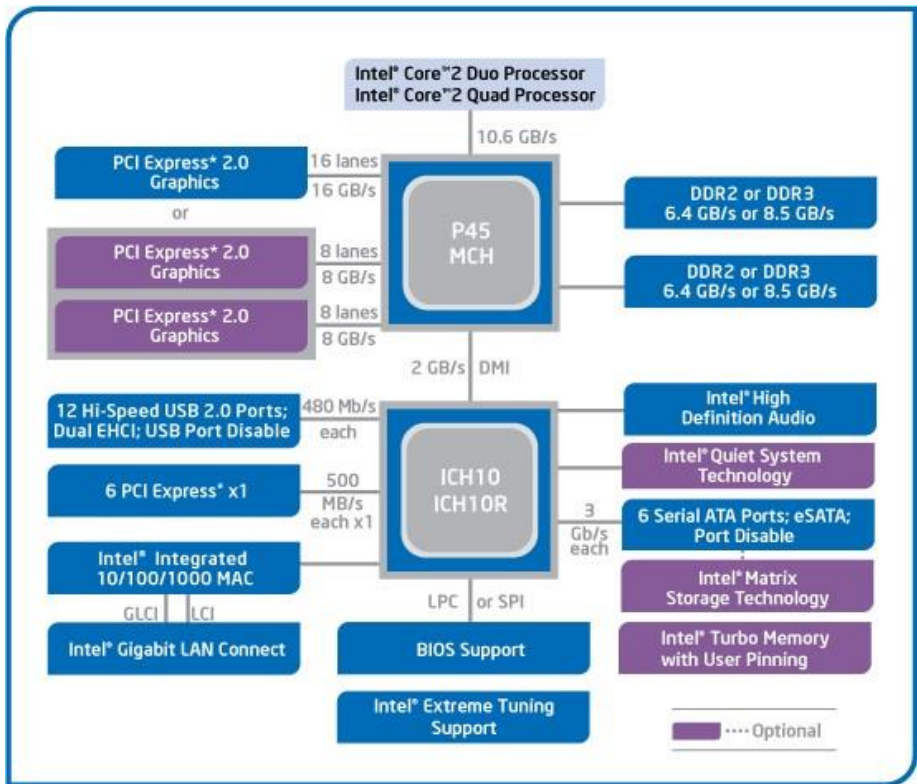 Intel® Core™2 Duo Processor
Intel® Core™2 Quad Processor
10.6 GB/s
PCI Express* 2.0
Graphics
16 lanes
16 GB/s
or
PCI Express* 2.0
Graphics
8 lanes
8 GB/s
PCI Express* 2.0
Graphics
8 lanes
8 GB/s
P45
MCH
DDR2 or DDR3
6.4 GB/s or 8.5 GB/s
DDR2 or DDR3
6.4 GB/s or 8.5 GB/s
2 GB/s DMI
12 Hi-Speed USB 2.0 Ports;
Dual EHCI; USB Port Disable
480 Mb/s
each
6 PCI Express* x1
500
MB/s
each x1
Intel® Integrated
10/100/1000 MAC
GLCI LCI
Intel® Gigabit LAN Connect
ICH10
ICH10R
Intel® High
Definition Audio
Intel® Quiet System
Technology
3
Gb/s
each
6 Serial ATA Ports; eSATA;
Port Disable
Intel® Matrix
Storage Technology
Intel® Turbo Memory
with User Pinning
LPC or SPI
BIOS Support
Intel® Extreme Tuning
Support
Optional